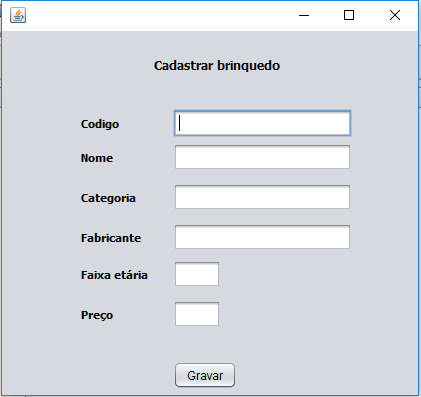 Cadastrar brinquedo
Codigo
Nome
Categoria
Fabricante
Faixa etária
Preço
Gravar